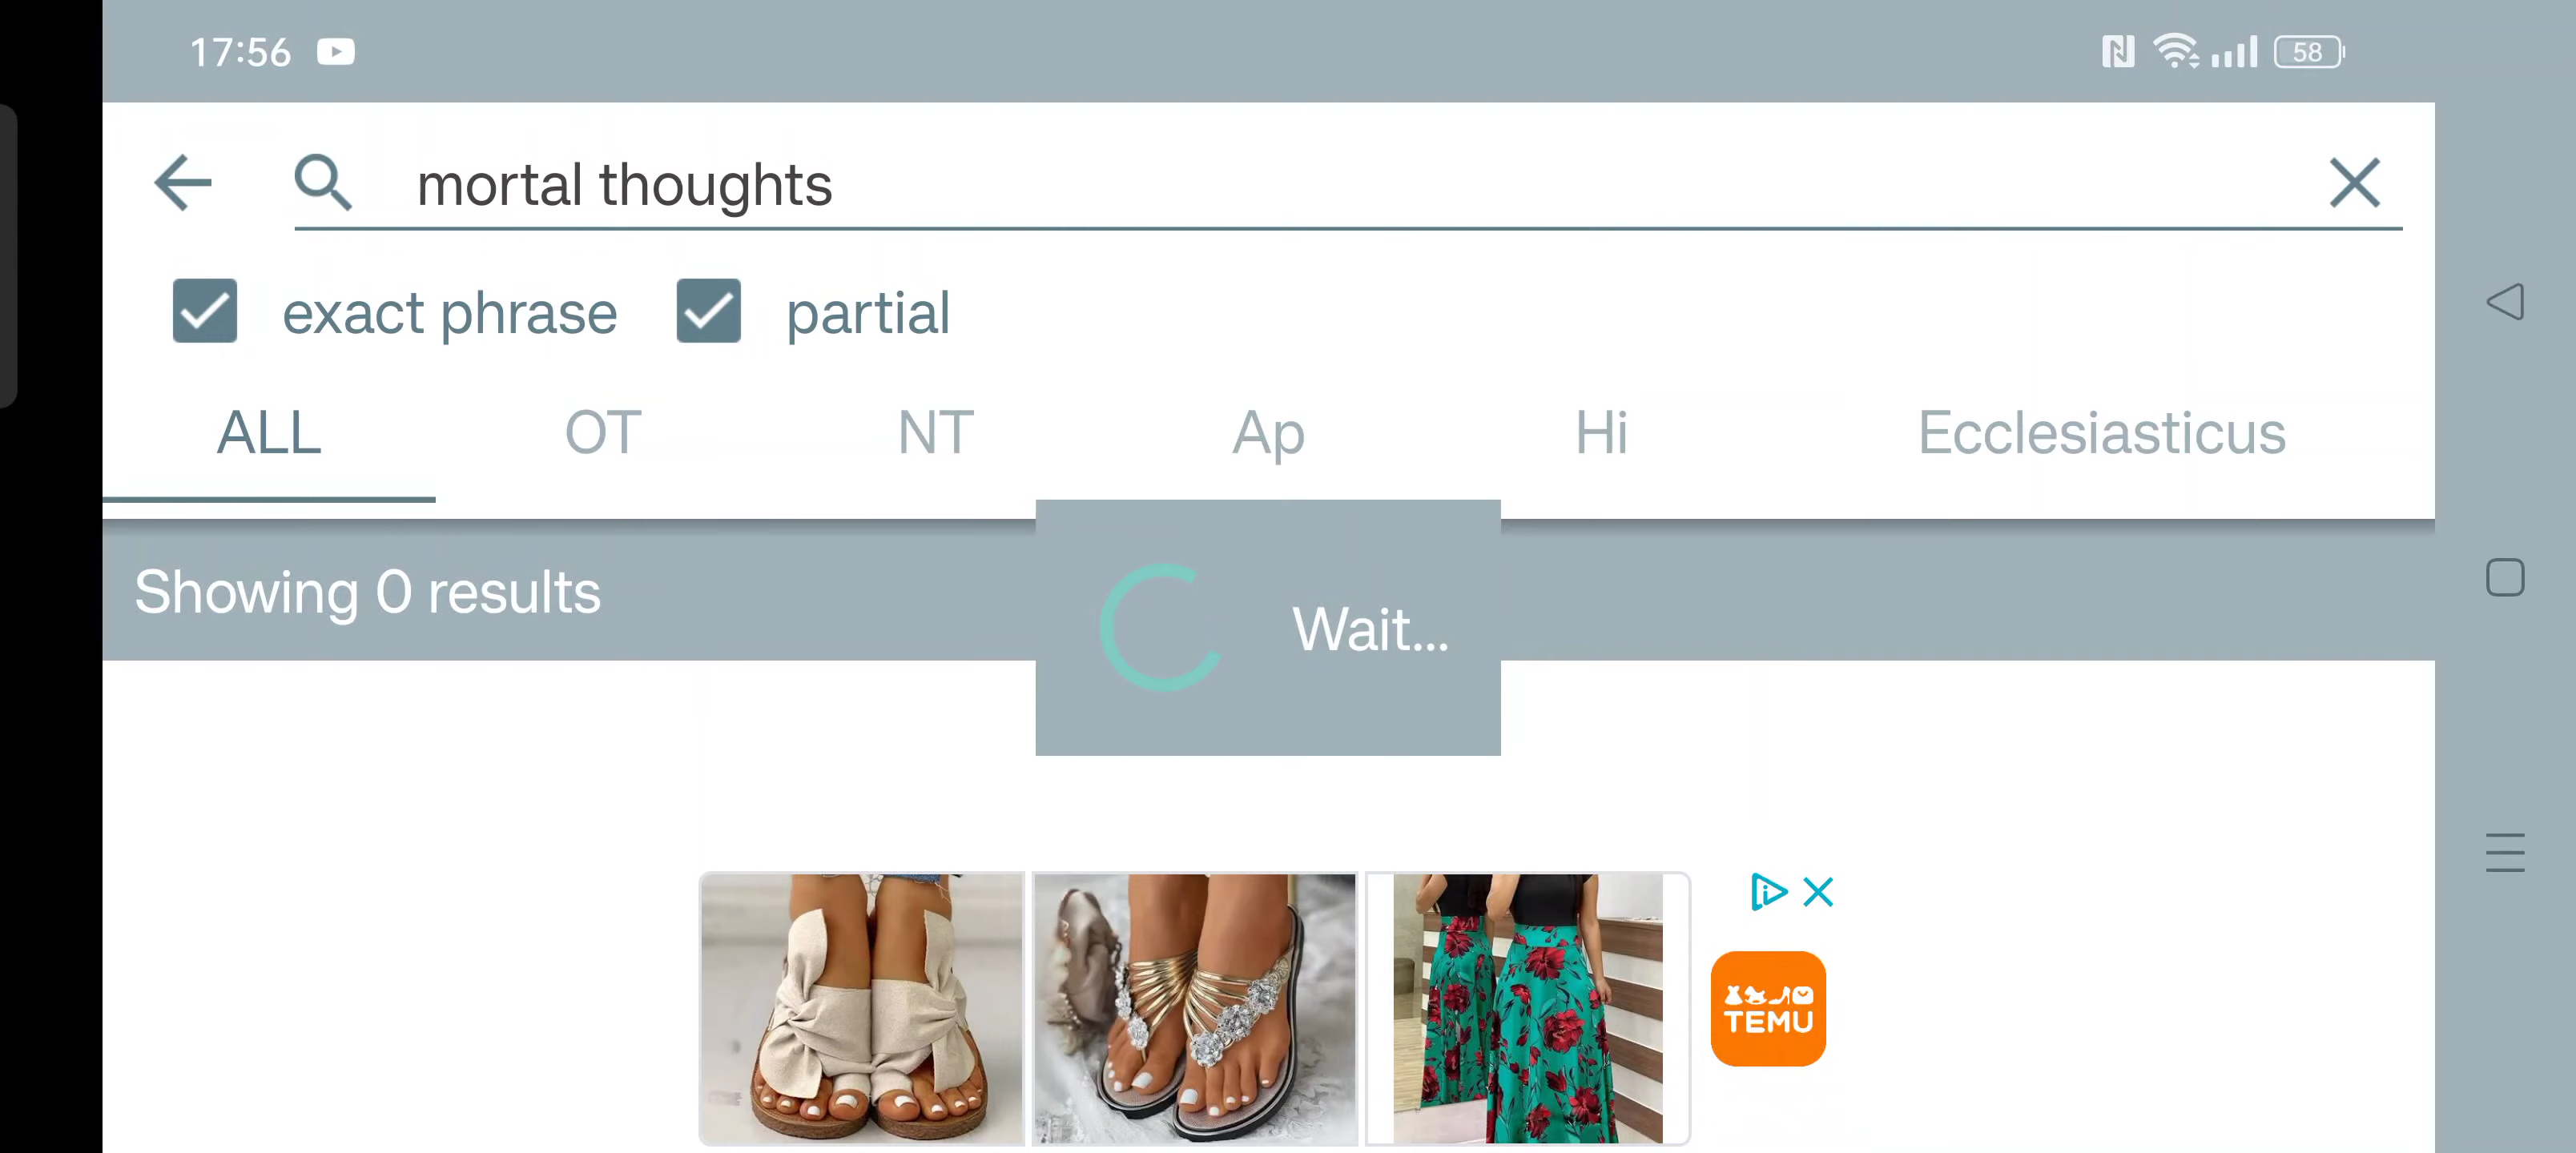 17:56
58
mortal thoughts
exact phrase partial
ALL OT NT Ap Hi Ecclesiasticus
Showing 0 results
Wait...
TEMU